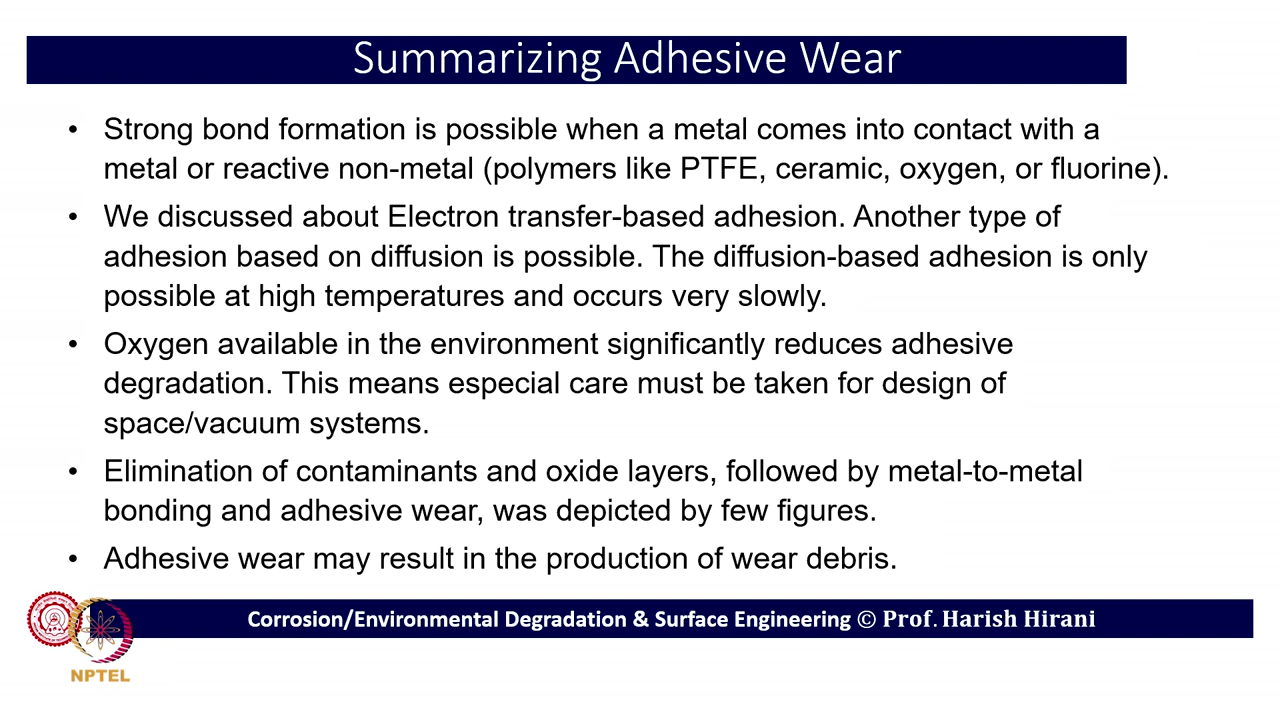 Summarizing Adhesive Wear
• Strong bond formation is possible when a metal comes into contact with a
metal or reactive non-metal (polymers like PTFE, ceramic, oxygen, or fluorine).
• We discussed about Electron transfer-based adhesion. Another type of
adhesion based on diffusion is possible. The diffusion-based adhesion is only
possible at high temperatures and occurs very slowly.
• Oxygen available in the environment significantly reduces adhesive
degradation. This means especial care must be taken for design of
space/vacuum systems.
• Elimination of contaminants and oxide layers, followed by metal-to-metal
bonding and adhesive wear, was depicted by few figures.
• Adhesive wear may result in the production of wear debris.
Corrosion/Environmental Degradation & Surface Engineering © Prof. Harish Hirani
NPTEL